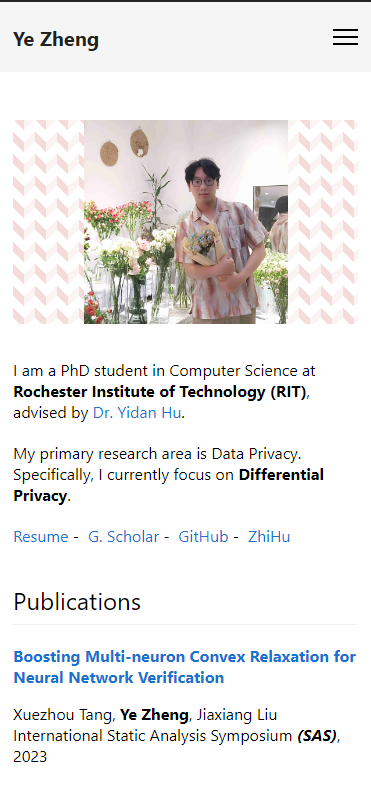 Ye Zheng
I am a PhD student in Computer Science at
Rochester Institute of Technology (RIT),
advised by Dr. Yidan Hu.
My primary research area is Data Privacy.
Specifically, I currently focus on Differential
Privacy.
Resume - G. Scholar - GitHub - ZhiHu
Publications
Boosting Multi-neuron Convex Relaxation for
Neural Network Verification
Xuezhou Tang, Ye Zheng, Jiaxiang Liu
International Static Analysis Symposium (SAS),
2023